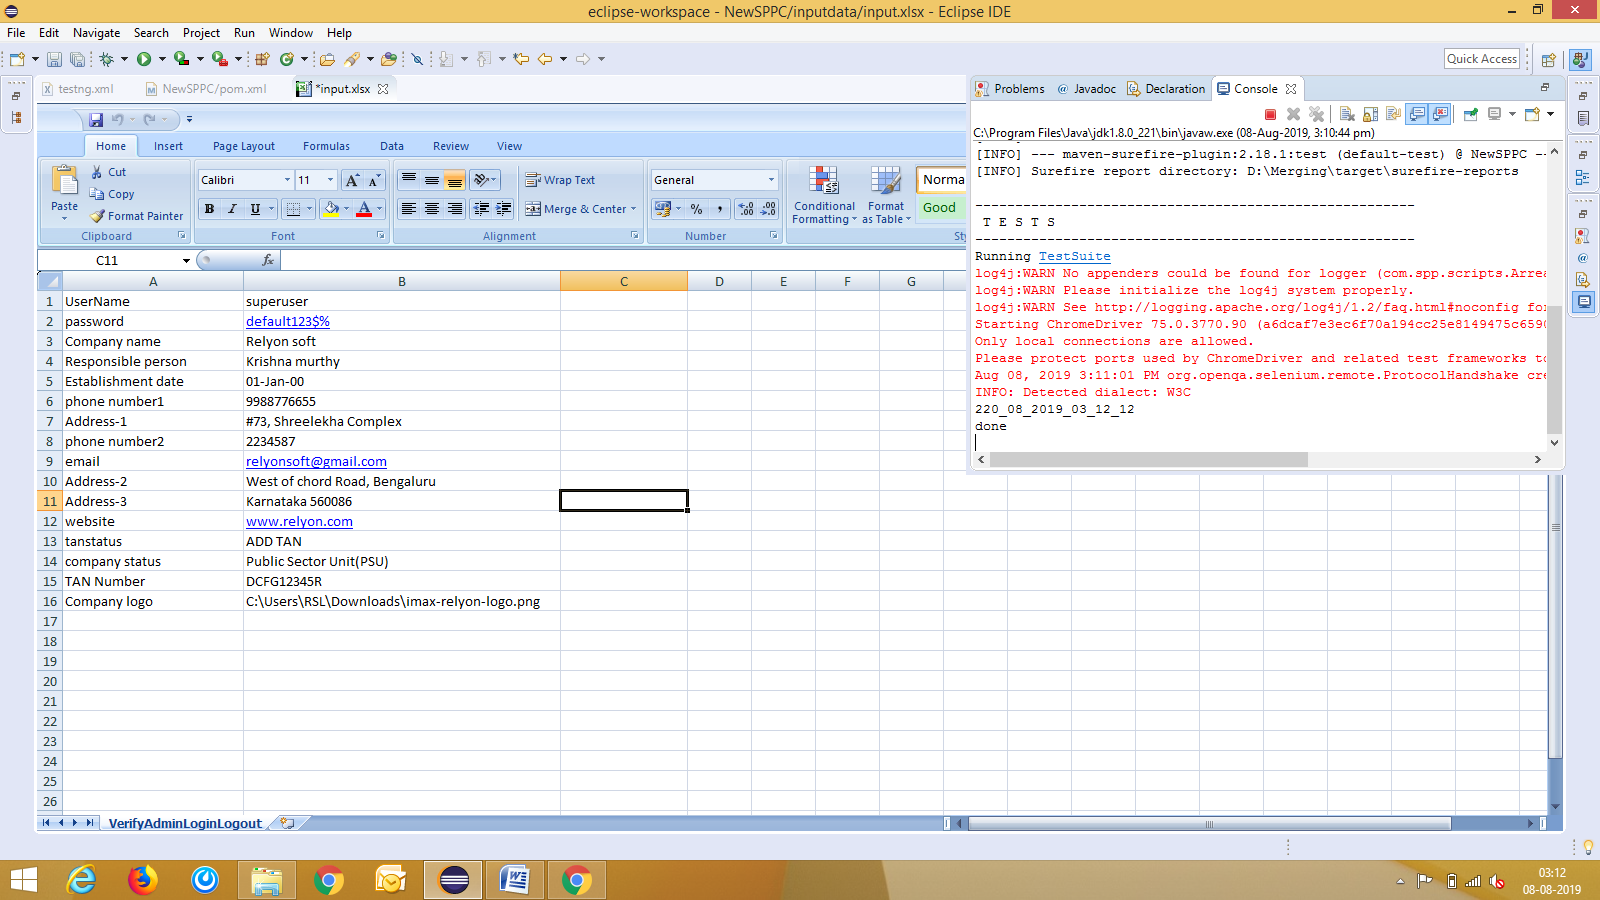 eclipse-workspace - NewSPPC/inputdata/input.xlsx - Eclipse IDE
File Edit Navigate Search Project Run Window Help
Quick Access
testng.xml NewSPPC/pom.xml *input.xlsx
Home Insert Page Layout Formulas Data Review View
Paste
Cut
Copy
Format Painter
Clipboard
Calibri 11
B I U
Font
Wrap Text
Merge & Center
Alignment
General
Number
Conditional Formatting
Format as Table
Norma
Good
Sty
C11 fx
A B C D E F G
1 UserName superuser
2 password default123$%
3 Company name Relyon soft
4 Responsible person Krishna murthy
5 Establishment date 01-Jan-00
6 phone number1 9988776655
7 Address-1 #73, Shreelekha Complex
8 phone number2 2234587
9 email relyonsoft@gmail.com
10 Address-2 West of chord Road, Bengaluru
11 Address-3 Karnataka 560086
12 website www.relyon.com
13 tanstatus ADD TAN
14 company status Public Sector Unit(PSU)
15 TAN Number DCFG12345R
16 Company logo C:\Users\RSL\Downloads\imax-relyon-logo.png
17
18
19
20
21
22
23
24
25
26
VerifyAdminLoginLogout
Problems @ Javadoc Declaration Console
C:\Program Files\Java\jdk1.8.0_221\bin\javaw.exe (08-Aug-2019, 3:10:44 pm)
[INFO] --- maven-surefire-plugin:2.18.1:test (default-test) @ NewSPPC --
[INFO] Surefire report directory: D:\Merging\target\surefire-reports
-------------------------------------------------------
T E S T S
-------------------------------------------------------
Running TestSuite
log4j:WARN No appenders could be found for logger (com.spp.scripts.Arrea
log4j:WARN Please initialize the log4j system properly.
log4j:WARN See http://logging.apache.org/log4j/1.2/faq.html#noconfig for
Starting ChromeDriver 75.0.3770.90 (a6dcaf7e3ec6f70a194cc25e8149475c6590
Only local connections are allowed.
Please protect ports used by ChromeDriver and related test frameworks to
Aug 08, 2019 3:11:01 PM org.openqa.selenium.remote.ProtocolHandshake cre
INFO: Detected dialect: W3C
220_08_2019_03_12_12
done
03:12
08-08-2019